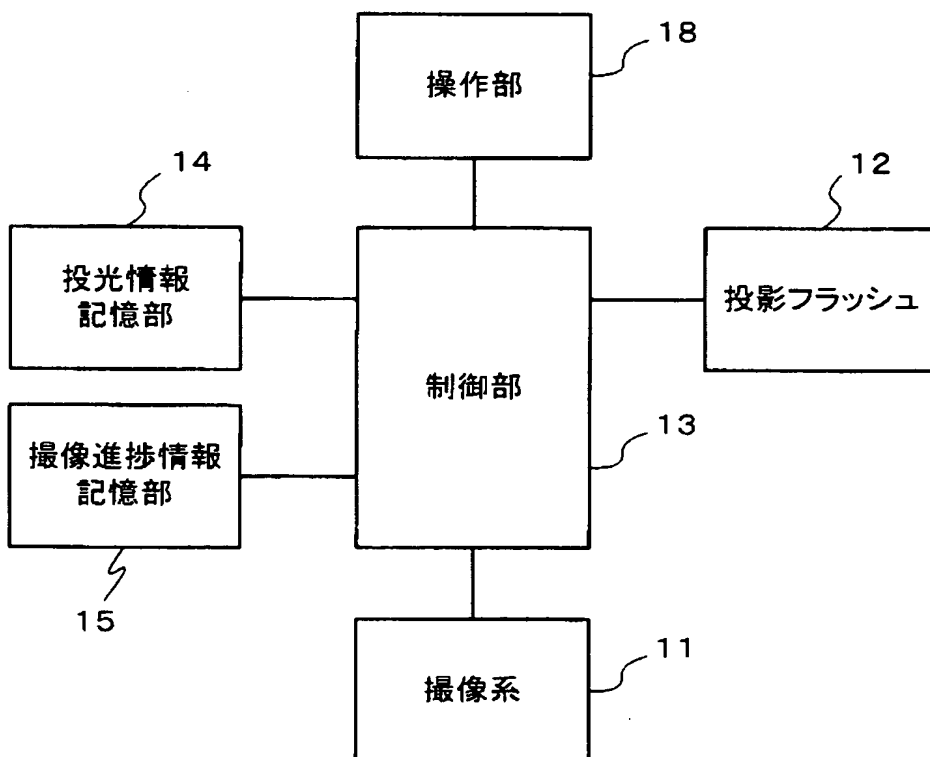 18
操作部
14
12
投光情報
記憶部
投影フラッシュ
制御部
13
撮像進捗情報
記憶部
15
11
撮像系